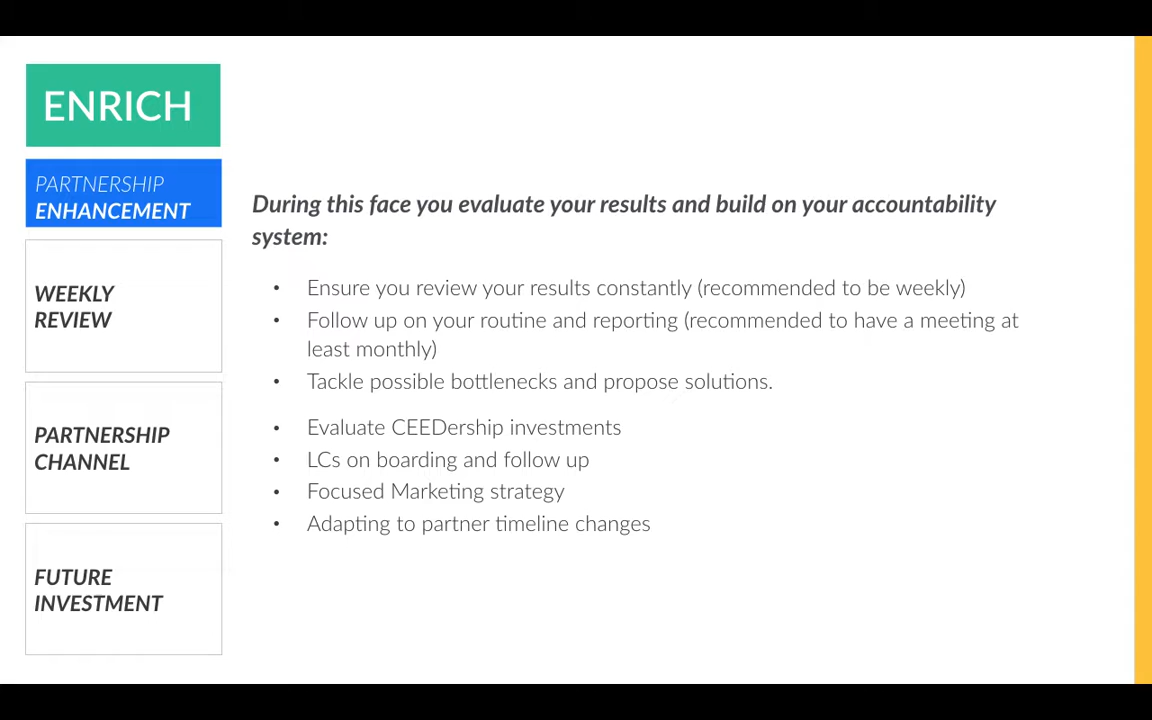 ENRICH
PARTNERSHIP
ENHANCEMENT
WEEKLY
REVIEW
PARTNERSHIP
CHANNEL
FUTURE
INVESTMENT
During this face you evaluate your results and build on your accountability
system:
• Ensure you review your results constantly (recommended to be weekly)
• Follow up on your routine and reporting (recommended to have a meeting at
least monthly)
• Tackle possible bottlenecks and propose solutions.
• Evaluate CEEDership investments
• LCs on boarding and follow up
• Focused Marketing strategy
• Adapting to partner timeline changes